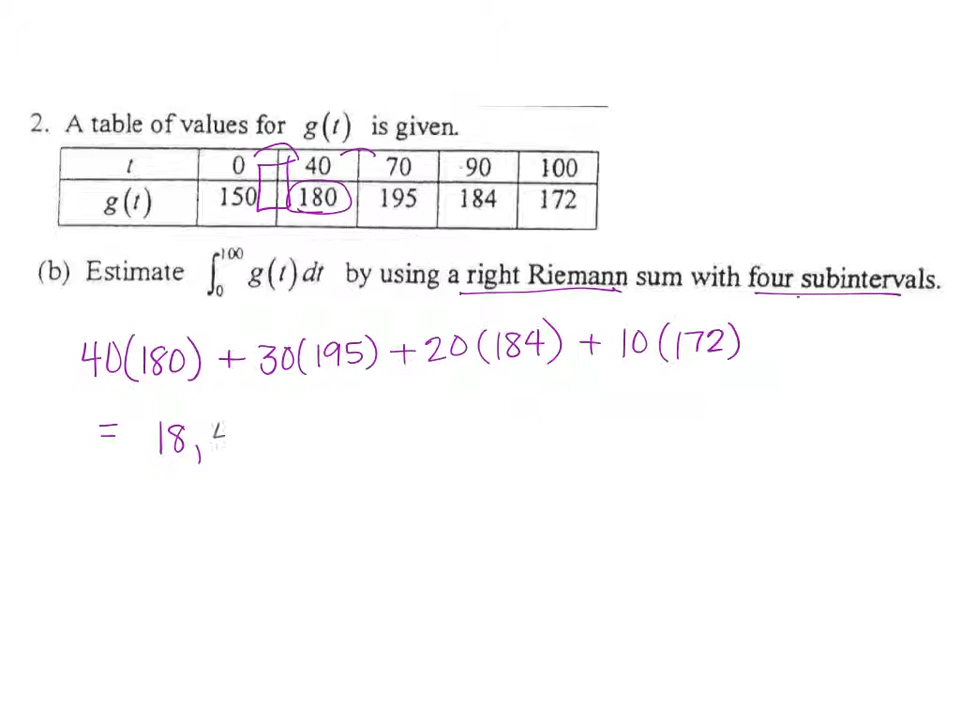 2. A table of values for g(t) is given.
t 0 40 70 90 100
g(t) 150 180 195 184 172
(b) Estimate ∫₀¹⁰⁰ g(t) dt by using a right Riemann sum with four subintervals.
40(180) + 30(195) + 20(184) + 10(172)
= 18,